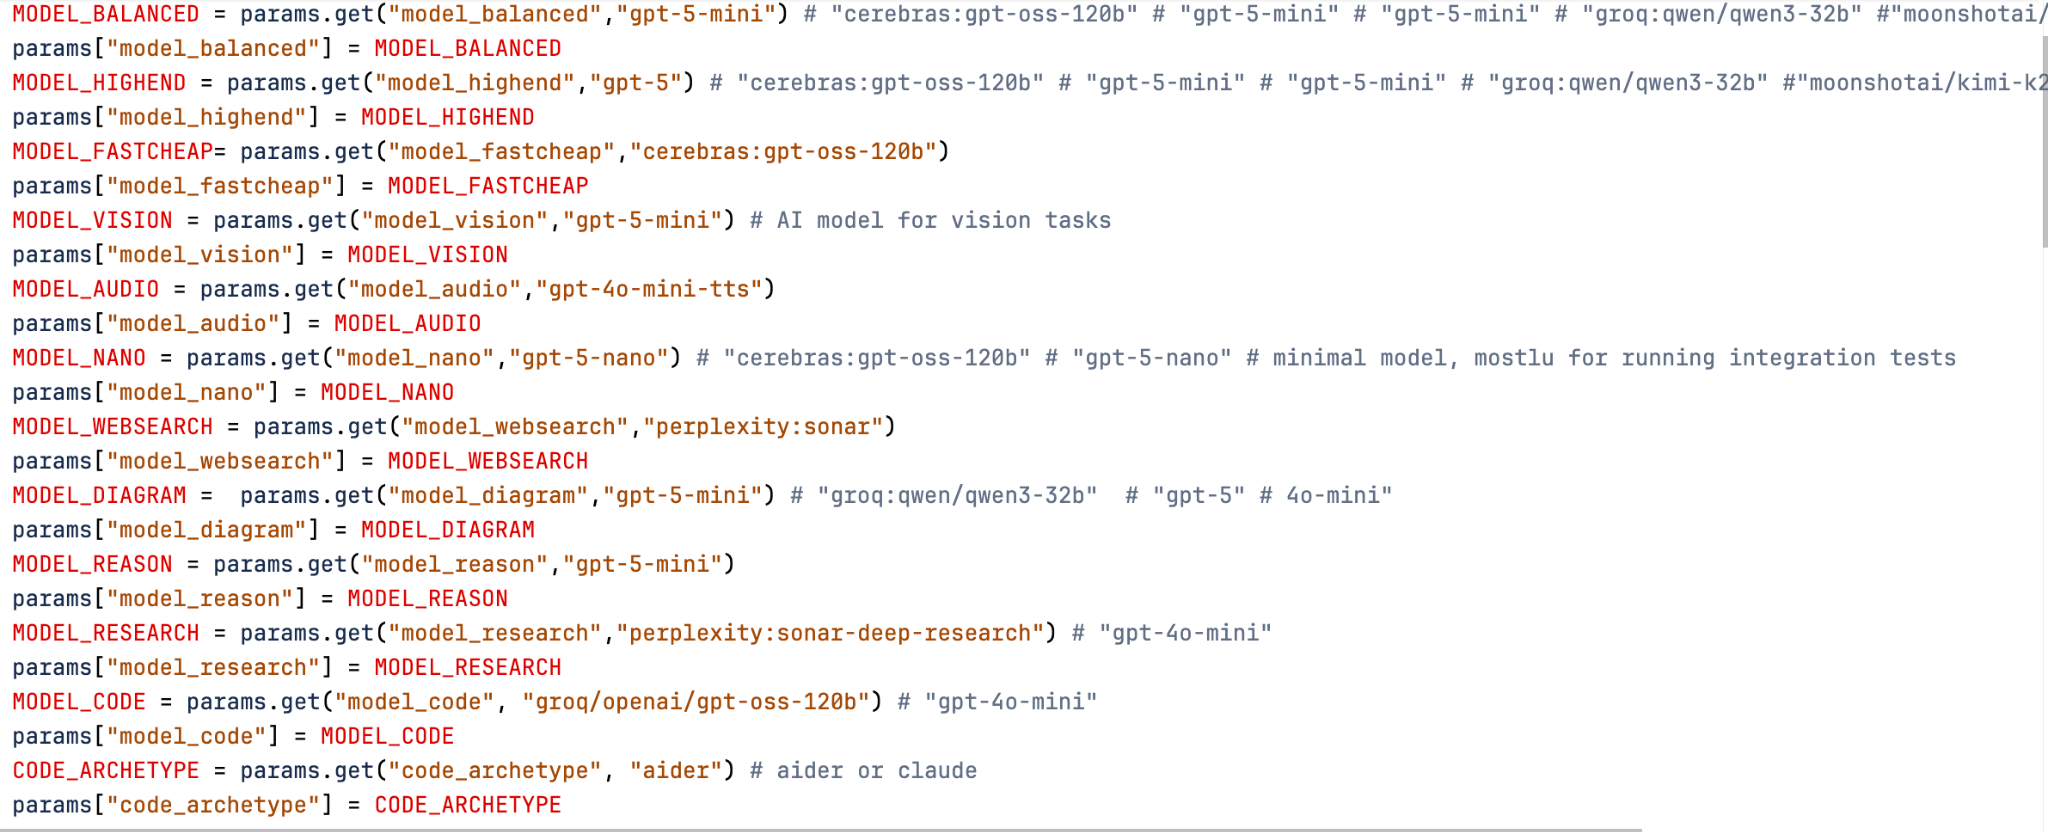 MODEL_BALANCED = params.get("model_balanced","gpt-5-mini") # "cerebras:gpt-oss-120b" # "gpt-5-mini" # "gpt-5-mini" # "groq:qwen/qwen3-32b" #"moonshotai/
params["model_balanced"] = MODEL_BALANCED
MODEL_HIGHEND = params.get("model_highend","gpt-5") # "cerebras:gpt-oss-120b" # "gpt-5-mini" # "gpt-5-mini" # "groq:qwen/qwen3-32b" #"moonshotai/kimi-k2
params["model_highend"] = MODEL_HIGHEND
MODEL_FASTCHEAP= params.get("model_fastcheap","cerebras:gpt-oss-120b")
params["model_fastcheap"] = MODEL_FASTCHEAP
MODEL_VISION = params.get("model_vision","gpt-5-mini") # AI model for vision tasks
params["model_vision"] = MODEL_VISION
MODEL_AUDIO = params.get("model_audio","gpt-4o-mini-tts")
params["model_audio"] = MODEL_AUDIO
MODEL_NANO = params.get("model_nano","gpt-5-nano") # "cerebras:gpt-oss-120b" # "gpt-5-nano" # minimal model, mostlu for running integration tests
params["model_nano"] = MODEL_NANO
MODEL_WEBSEARCH = params.get("model_websearch","perplexity:sonar")
params["model_websearch"] = MODEL_WEBSEARCH
MODEL_DIAGRAM =  params.get("model_diagram","gpt-5-mini") # "groq:qwen/qwen3-32b"  # "gpt-5" # 4o-mini"
params["model_diagram"] = MODEL_DIAGRAM
MODEL_REASON = params.get("model_reason","gpt-5-mini")
params["model_reason"] = MODEL_REASON
MODEL_RESEARCH = params.get("model_research","perplexity:sonar-deep-research") # "gpt-4o-mini"
params["model_research"] = MODEL_RESEARCH
MODEL_CODE = params.get("model_code", "groq/openai/gpt-oss-120b") # "gpt-4o-mini"
params["model_code"] = MODEL_CODE
CODE_ARCHETYPE = params.get("code_archetype", "aider") # aider or claude
params["code_archetype"] = CODE_ARCHETYPE